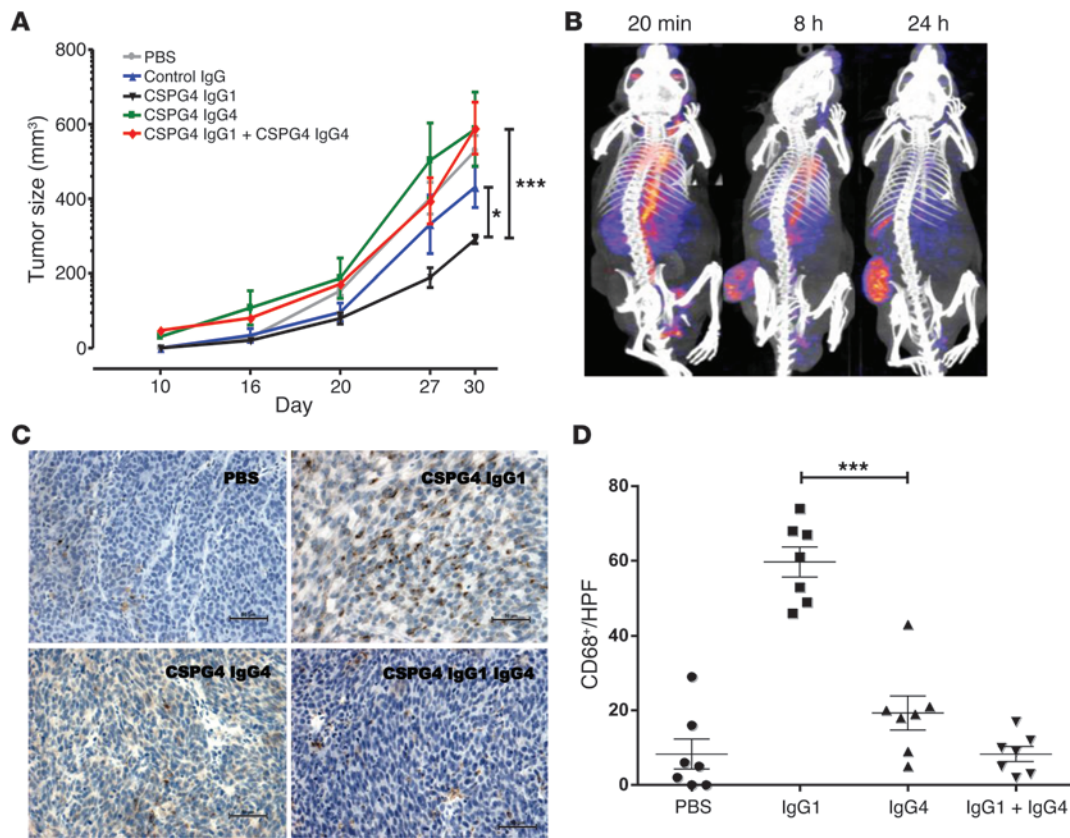 A
800
600
400
200
0
Tumor size (mm³)
PBS
Control IgG
CSPG4 IgG1
CSPG4 IgG4
CSPG4 IgG1 + CSPG4 IgG4
*
***
10 16 20 27 30
Day
B
20 min 8 h 24 h
C
PBS
CSPG4 IgG1
CSPG4 IgG4
CSPG4 IgG1 IgG4
D
***
80
60
40
20
0
CD68⁺/HPF
PBS IgG1 IgG4 IgG1 + IgG4